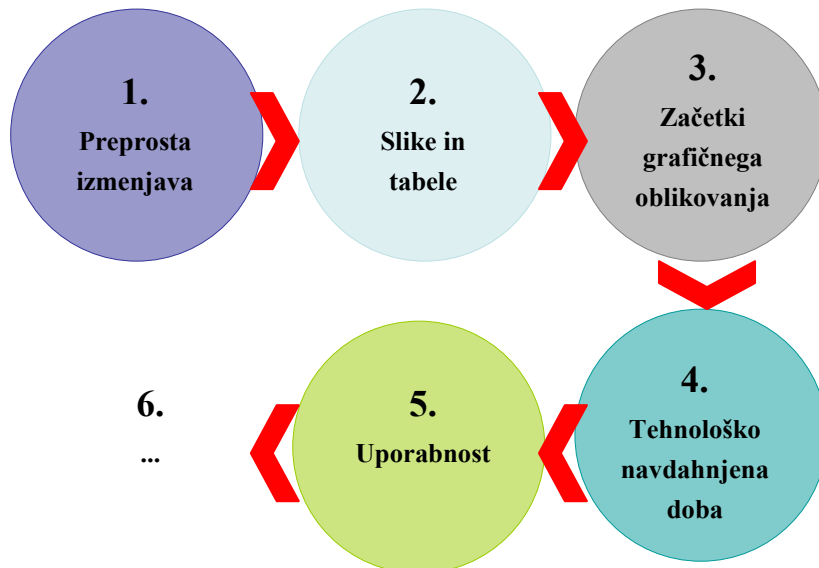 1.
Preprosta
izmenjava
2.
Slike in
tabele
3.
Začetki
grafičnega
oblikovanja
4.
Tehnološko
navdahnjena
doba
5.
Uporabnost
6.
...